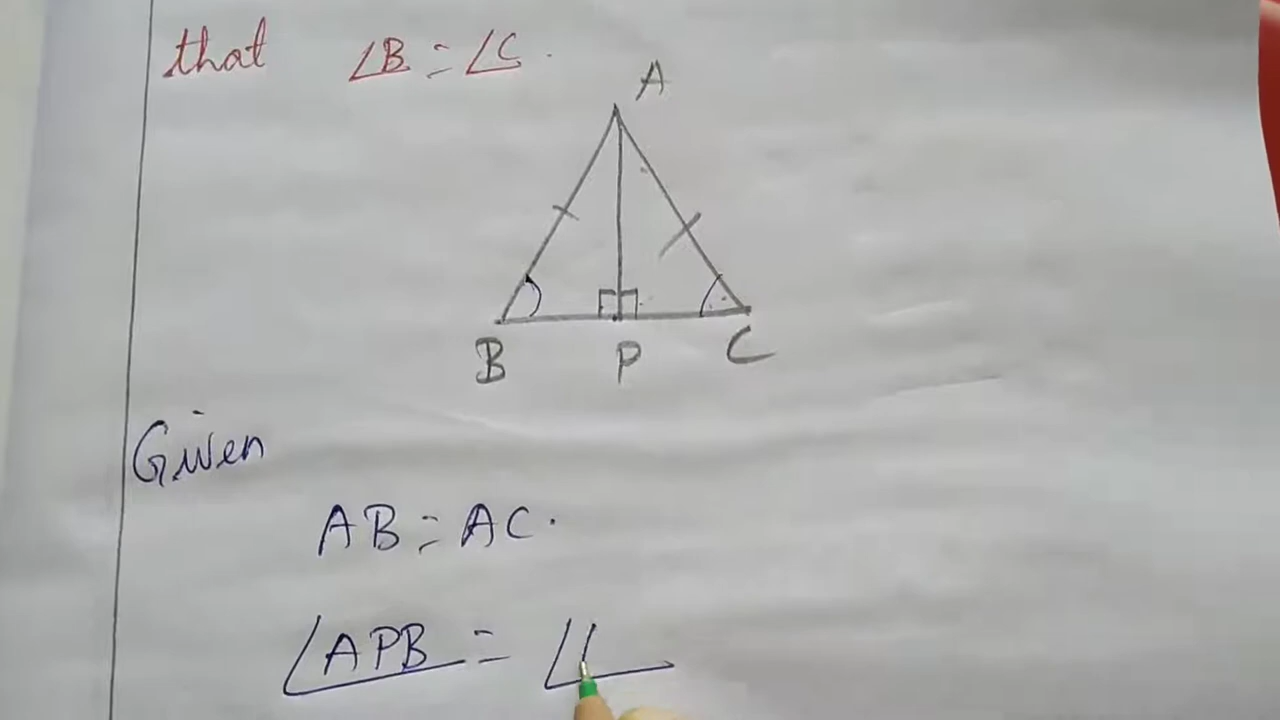 that ∠B = ∠C.
A
B P C
Given
AB = AC.
∠APB = ∠